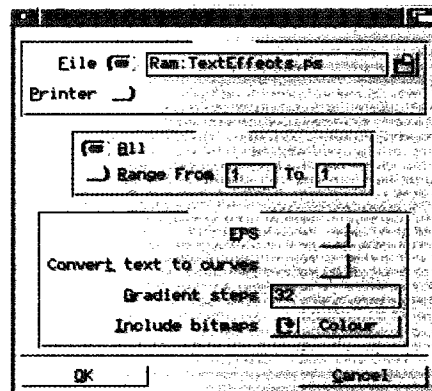 File Ram:TextEffects.ps
Printer
All
Range From 1 To 1
EPS
Convert text to curves
Gradient steps 32
Include bitmaps Colour
OK Cancel